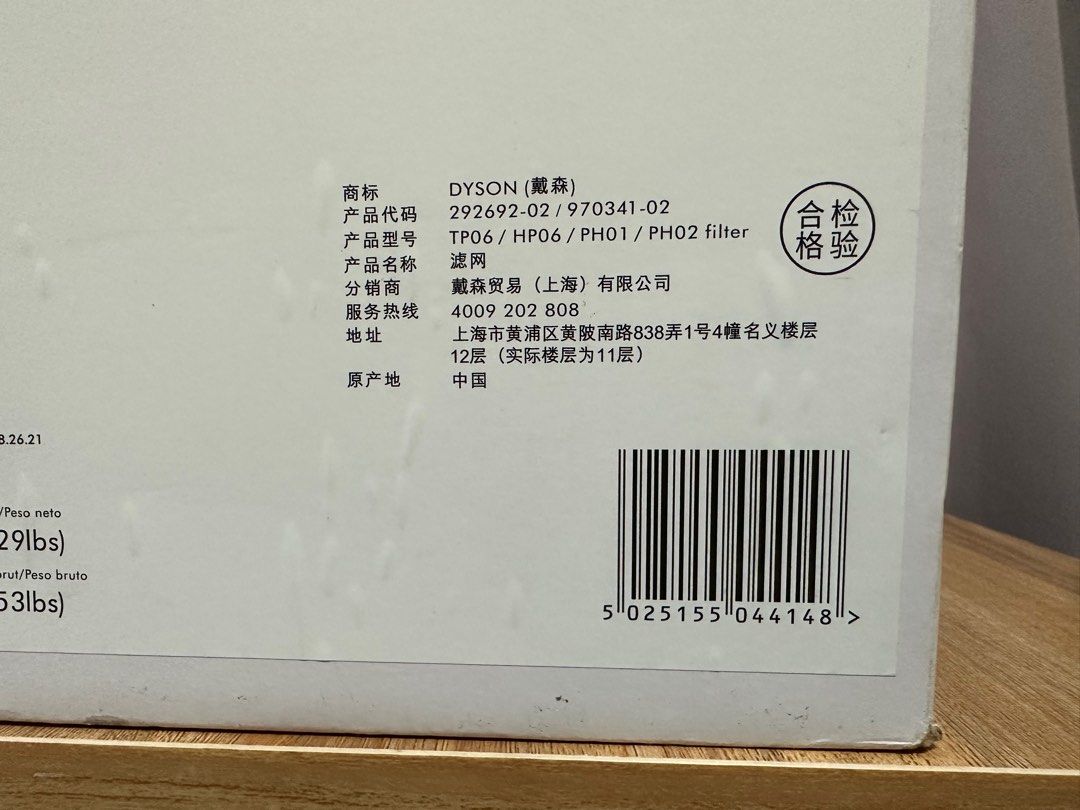 商标 DYSON (戴森)
产品代码 292692-02 / 970341-02
产品型号 TP06 / HP06 / PH01 / PH02 filter
产品名称 滤网
分销商 戴森贸易（上海）有限公司
服务热线 4009 202 808
地址 上海市黄浦区黄陂南路838弄1号4幢名义楼层
12层（实际楼层为11层）
原产地 中国
合检
格验
8.26.21
/Peso neto
29lbs)
brut/Peso bruto
53lbs)
5 025155 044148 >